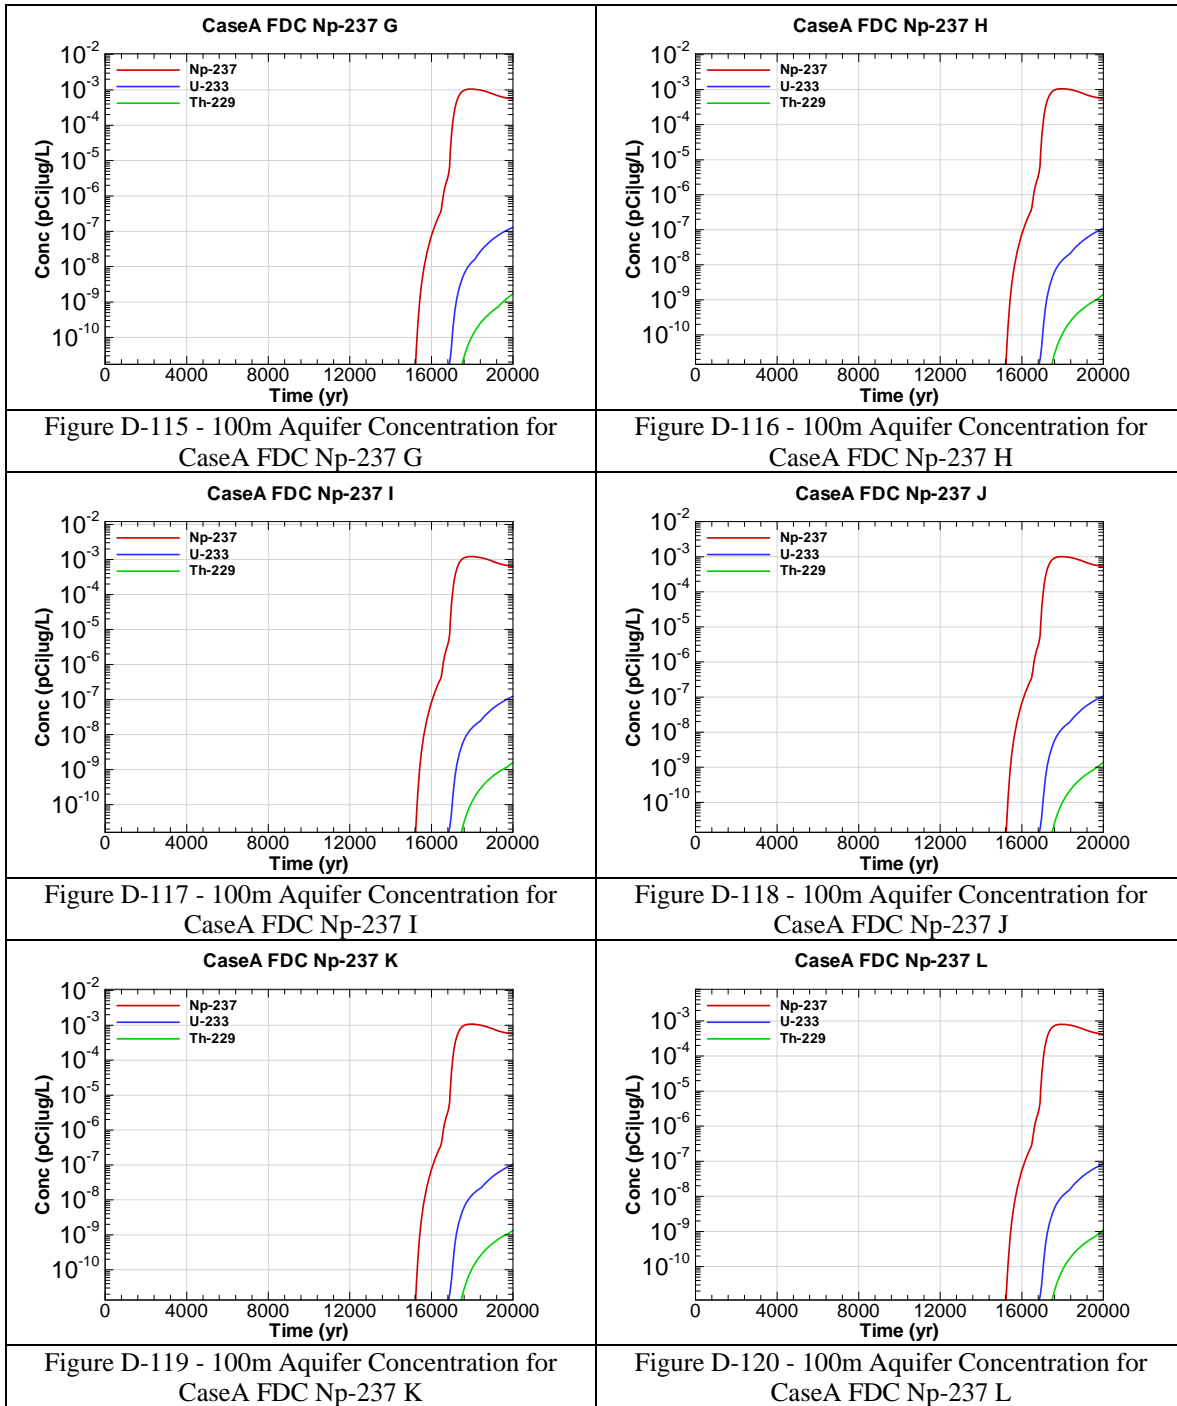 CaseA FDC Np-237 G
10-2
10-3
10-4
10-5
10-6
10-7
10-8
10-9
10-10
Conc (pCi|ug/L)
Np-237
U-233
Th-229
0 4000 8000 12000 16000 20000
Time (yr)
Figure D-115 - 100m Aquifer Concentration for
CaseA FDC Np-237 G
CaseA FDC Np-237 H
10-2
10-3
10-4
10-5
10-6
10-7
10-8
10-9
10-10
Conc (pCi|ug/L)
Np-237
U-233
Th-229
0 4000 8000 12000 16000 20000
Time (yr)
Figure D-116 - 100m Aquifer Concentration for
CaseA FDC Np-237 H
CaseA FDC Np-237 I
10-2
10-3
10-4
10-5
10-6
10-7
10-8
10-9
10-10
Conc (pCi|ug/L)
Np-237
U-233
Th-229
0 4000 8000 12000 16000 20000
Time (yr)
Figure D-117 - 100m Aquifer Concentration for
CaseA FDC Np-237 I
CaseA FDC Np-237 J
10-2
10-3
10-4
10-5
10-6
10-7
10-8
10-9
10-10
Conc (pCi|ug/L)
Np-237
U-233
Th-229
0 4000 8000 12000 16000 20000
Time (yr)
Figure D-118 - 100m Aquifer Concentration for
CaseA FDC Np-237 J
CaseA FDC Np-237 K
10-2
10-3
10-4
10-5
10-6
10-7
10-8
10-9
10-10
Conc (pCi|ug/L)
Np-237
U-233
Th-229
0 4000 8000 12000 16000 20000
Time (yr)
Figure D-119 - 100m Aquifer Concentration for
CaseA FDC Np-237 K
CaseA FDC Np-237 L
10-3
10-4
10-5
10-6
10-7
10-8
10-9
10-10
Conc (pCi|ug/L)
Np-237
U-233
Th-229
0 4000 8000 12000 16000 20000
Time (yr)
Figure D-120 - 100m Aquifer Concentration for
CaseA FDC Np-237 L